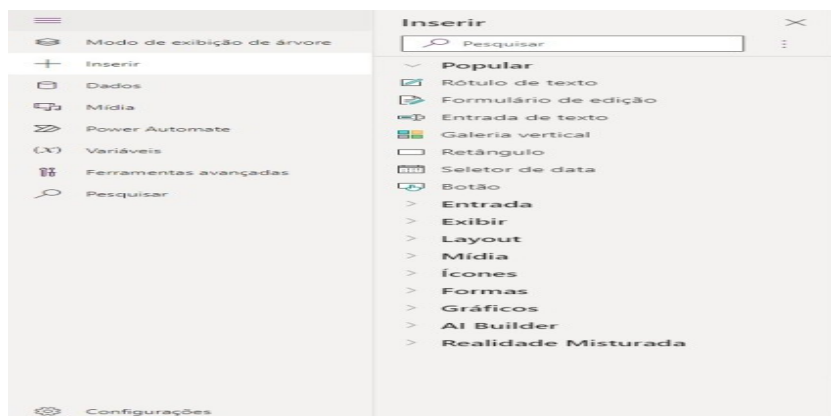 Modo de exibição de árvore
Inserir
Dados
Mídia
Power Automate
(x) Variáveis
Ferramentas avançadas
Pesquisar
Configurações
Inserir
Pesquisar
Popular
Rótulo de texto
Formulário de edição
Entrada de texto
Galeria vertical
Retângulo
Seletor de data
Botão
Entrada
Exibir
Layout
Mídia
Ícones
Formas
Gráficos
AI Builder
Realidade Misturada